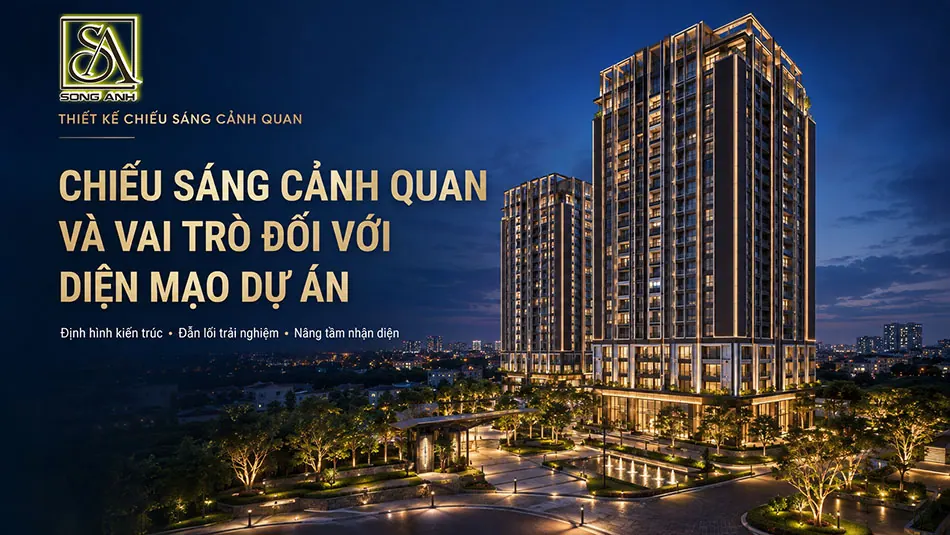 SA
SONG ANH
THIẾT KẾ CHIẾU SÁNG CẢNH QUAN
CHIẾU SÁNG CẢNH QUAN
VÀ VAI TRÒ ĐỐI VỚI
DIỆN MẠO DỰ ÁN
Định hình kiến trúc • Dẫn lối trải nghiệm • Nâng tầm nhận diện